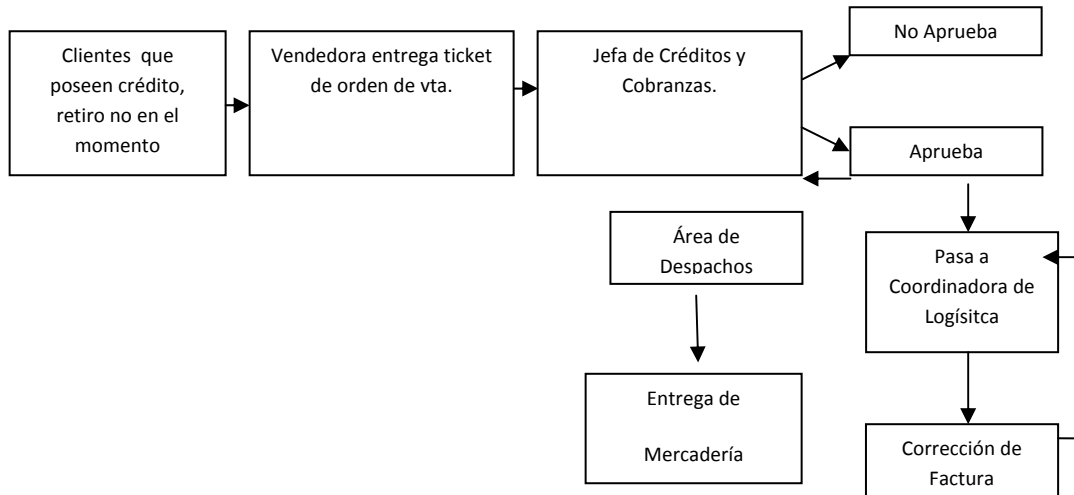 Clientes que
poseen crédito,
retiro no en el
momento
Vendedora entrega ticket
de orden de vta.
Jefa de Créditos y
Cobranzas.
No Aprueba
Aprueba
Área de
Despachos
Pasa a
Coordinadora de
Logísitca
Entrega de
Mercadería
Corrección de
Factura